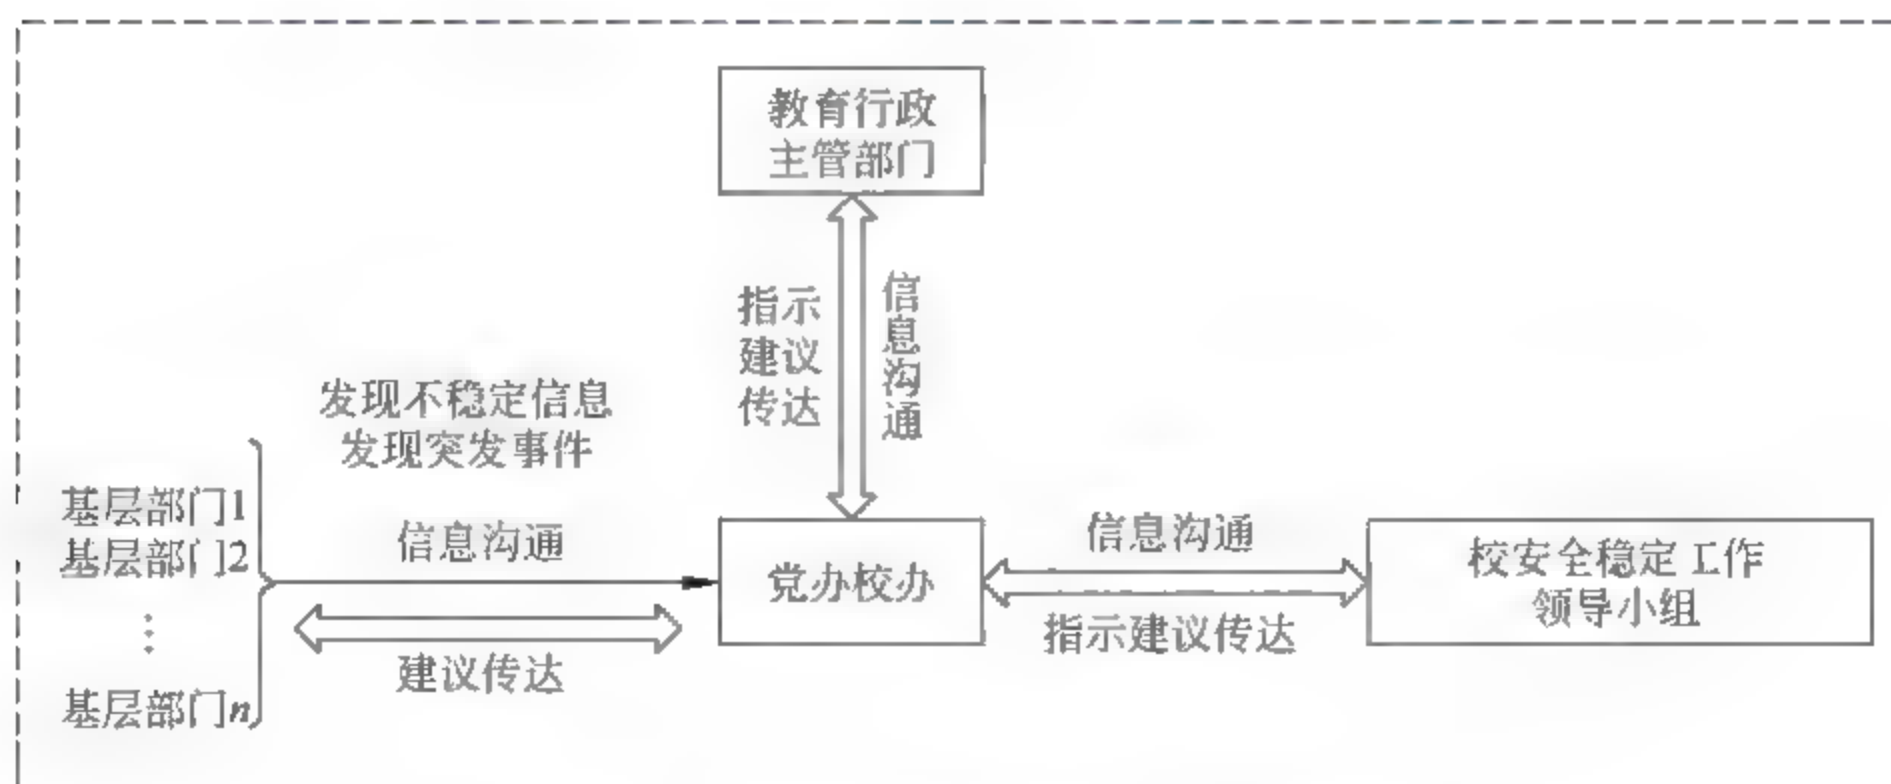 教育行政
主管部门
指示
建议
传达
信息沟通
发现不稳定信息
发现突发事件
基层部门1
基层部门2
⋮
基层部门n
信息沟通
建议传达
党办校办
信息沟通
指示建议传达
校安全稳定工作
领导小组